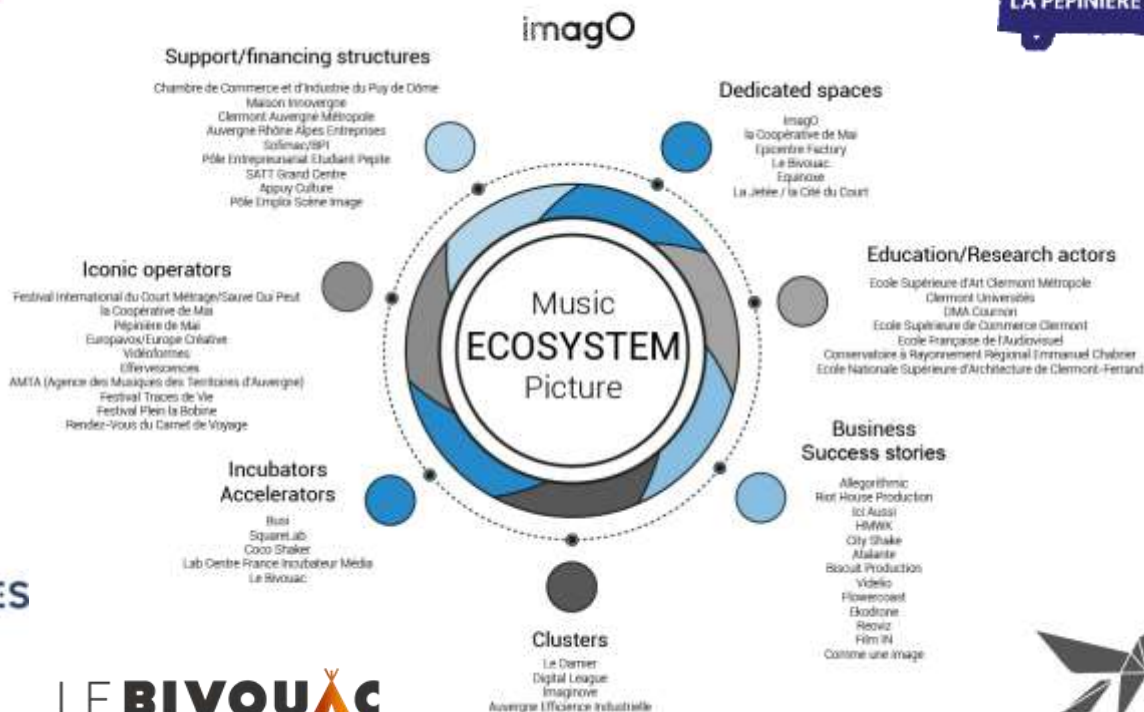 imagO
LA PÉPINIÈRE
Support/financing structures
Chambre de Commerce et d'Industrie du Puy de Dôme
Maison Innovergne
Clermont Auvergne Métropole
Auvergne Rhône Alpes Entreprises
Sofimac/BPI
Pôle Entrepreunariat Etudiant Pepite
SATT Grand Centre
Appuy Culture
Pôle Emploi Scène Image
Dedicated spaces
ImagO
la Coopérative de Mai
Epicentre Factory
Le Bivouac
Equinoxe
La Jetée / la Cité du Court
Iconic operators
Festival International du Court Métrage/Sauve Qui Peut
la Coopérative de Mai
Pépinière de Mai
Europavox/Europe Créative
Vidéoformes
Effervescences
AMTA (Agence des Musiques des Territoires d'Auvergne)
Festival Traces de Vie
Festival Plein la Bobine
Rendez-Vous du Carnet de Voyage
Education/Research actors
Ecole Supérieure d'Art Clermont Métropole
Clermont Universités
DMA Cournon
Ecole Supérieure de Commerce Clermont
Ecole Française de l'Audiovisuel
Conservatoire à Rayonnement Régional Emmanuel Chabrier
Ecole Nationale Supérieure d'Architecture de Clermont-Ferrand
Music
ECOSYSTEM
Picture
Incubators
Accelerators
Busi
SquareLab
Coco Shaker
Lab Centre France Incubateur Média
Le Bivouac
Business
Success stories
Allegorithmic
Riot House Production
Ici Aussi
HMWK
City Shake
Atalante
Biscuit Production
Videlio
Flowercoast
Ekodrone
Reoviz
Film IN
Comme une image
Clusters
Le Damier
Digital League
Imaginove
Auvergne Efficience Industrielle
ES
LE BIVOUAC